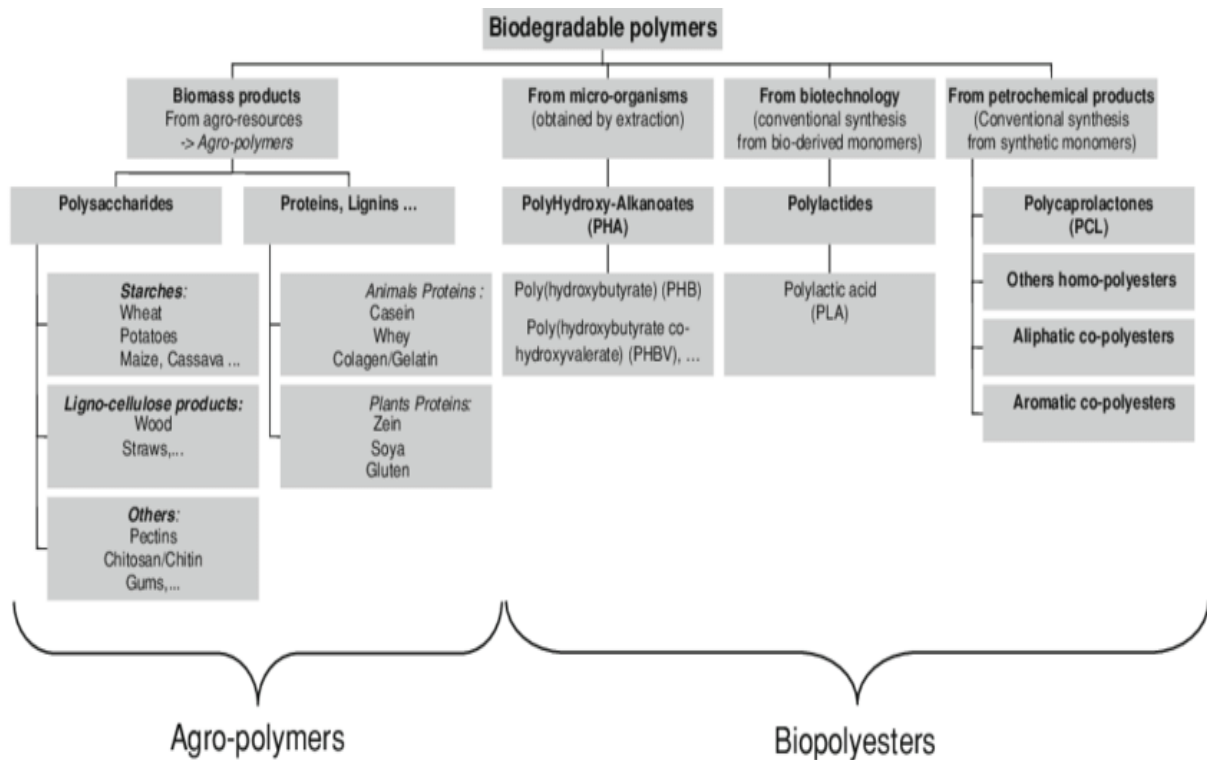 Biodegradable polymers
Biomass products
From agro-resources
-> Agro-polymers
From micro-organisms
(obtained by extraction)
From biotechnology
(conventional synthesis
from bio-derived monomers)
From petrochemical products
(Conventional synthesis
from synthetic monomers)
Polysaccharides
Proteins, Lignins ...
PolyHydroxy-Alkanoates
(PHA)
Polylactides
Polycaprolactones
(PCL)
Starches:
Wheat
Potatoes
Maize, Cassava ...
Animals Proteins :
Casein
Whey
Colagen/Gelatin
Poly(hydroxybutyrate) (PHB)
Poly(hydroxybutyrate co-
hydroxyvalerate) (PHBV), ...
Polylactic acid
(PLA)
Others homo-polyesters
Aliphatic co-polyesters
Aromatic co-polyesters
Ligno-cellulose products:
Wood
Straws,...
Plants Proteins:
Zein
Soya
Gluten
Others:
Pectins
Chitosan/Chitin
Gums,...
Agro-polymers
Biopolyesters